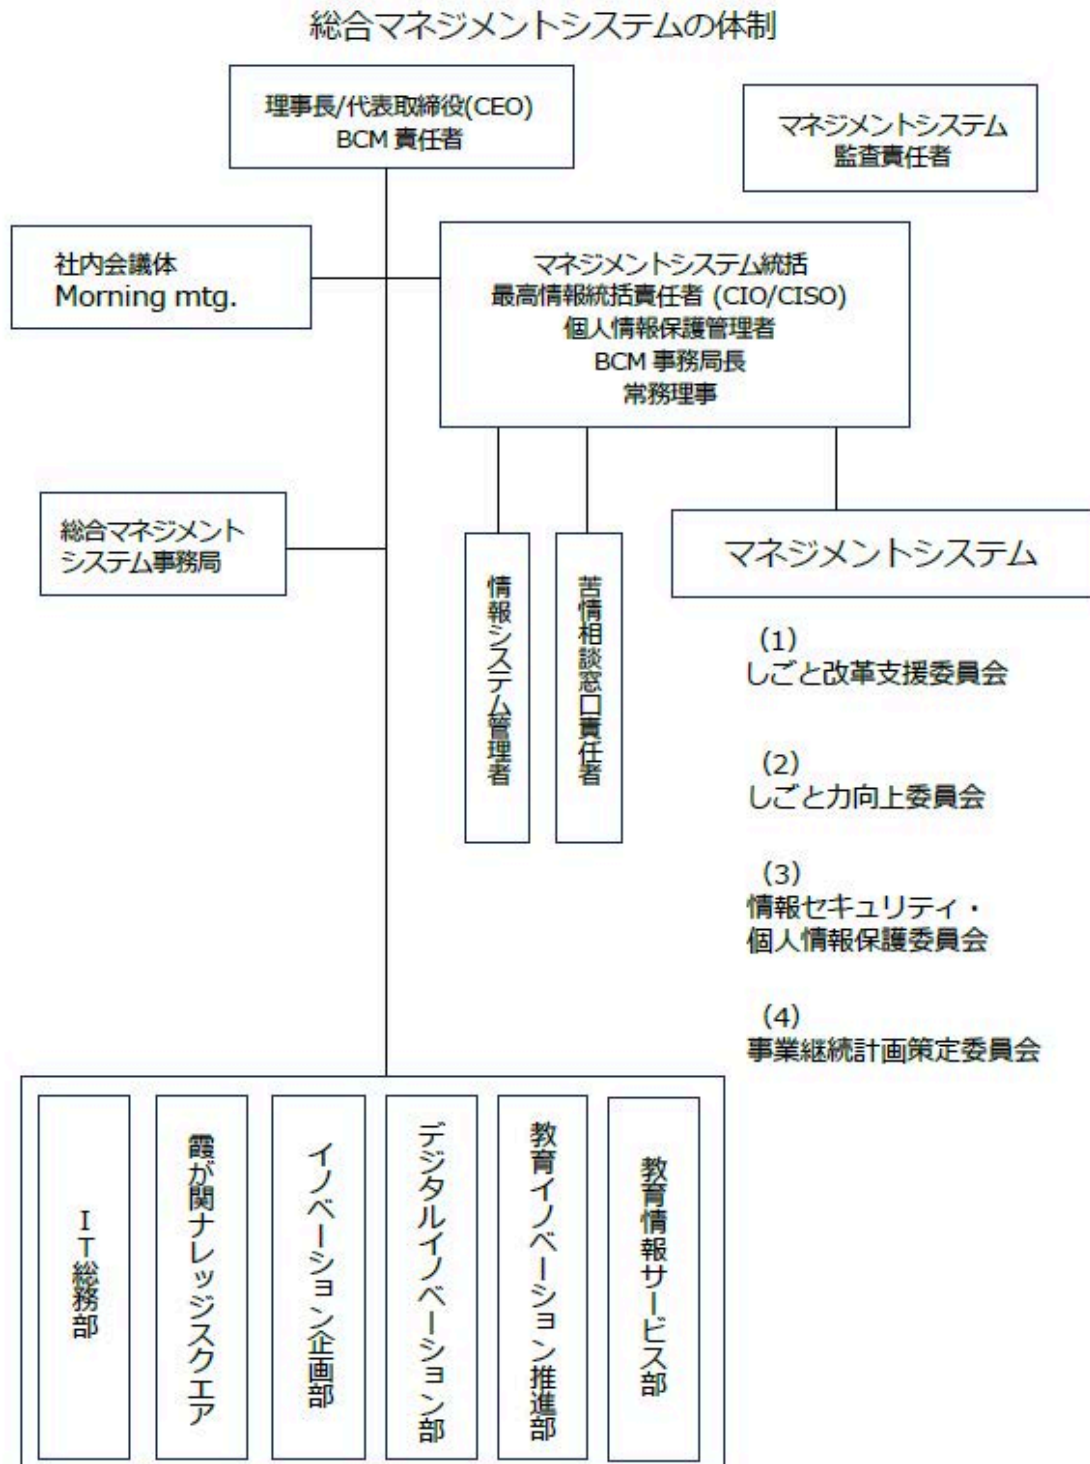 総合マネジメントシステムの体制
理事長/代表取締役(CEO)
BCM 責任者
マネジメントシステム
監査責任者
社内会議体
Morning mtg.
マネジメントシステム統括
最高情報統括責任者 (CIO/CISO)
個人情報保護管理者
BCM 事務局長
常務理事
総合マネジメント
システム事務局
情報システム管理者
苦情相談窓口責任者
マネジメントシステム
(1)
しごと改革支援委員会
(2)
しごと力向上委員会
(3)
情報セキュリティ・
個人情報保護委員会
(4)
事業継続計画策定委員会
IT総務部
霞が関ナレッジスクエア
イノベーション企画部
デジタルイノベーション部
教育イノベーション推進部
教育情報サービス部